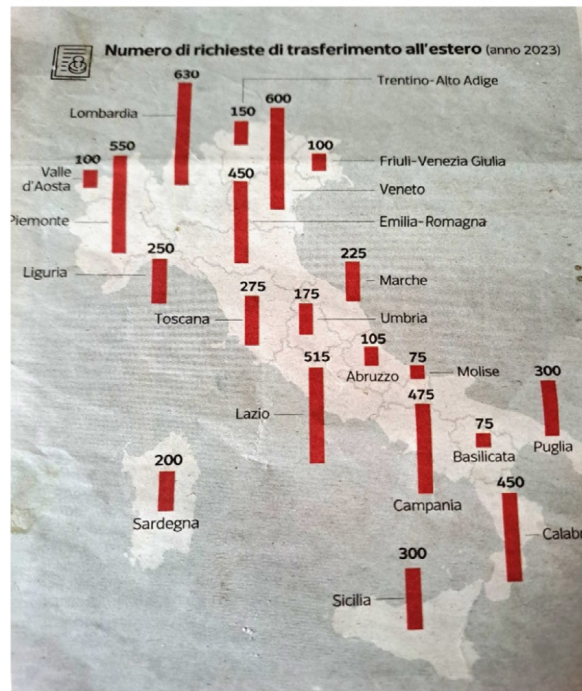 Numero di richieste di trasferimento all'estero (anno 2023)
630
Lombardia
Trentino-Alto Adige
150
600
100
Friuli-Venezia Giulia
Veneto
100
Valle
d'Aosta
550
Piemonte
450
Emilia-Romagna
250
Liguria
225
Marche
275
Toscana
175
Umbria
105
Abruzzo
75
Molise
515
Lazio
475
Campania
300
Puglia
75
Basilicata
200
Sardegna
450
Calab
300
Sicilia